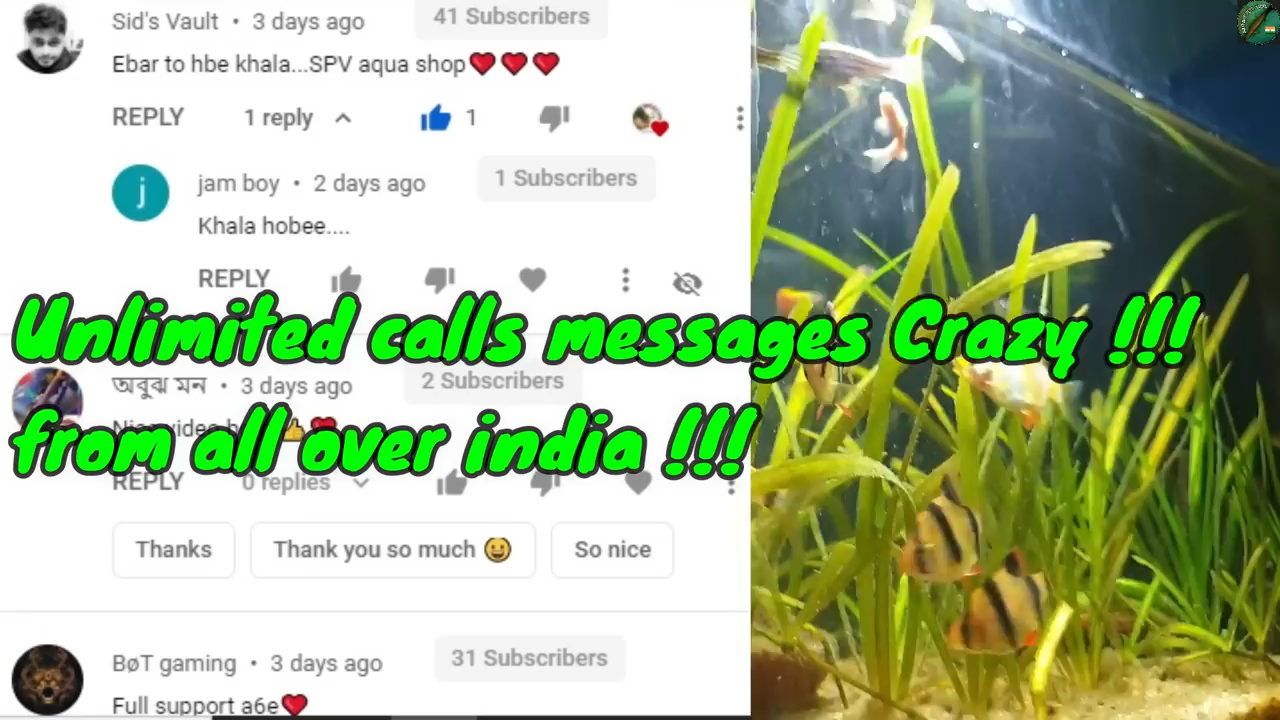 Sid's Vault • 3 days ago 41 Subscribers
Ebar to hbe khala...SPV aqua shop❤️❤️❤️
REPLY 1 reply 1
j
jam boy • 2 days ago 1 Subscribers
Khala hobee....
REPLY
Unlimited calls messages Crazy !!!
অবুঝ মন • 3 days ago 2 Subscribers
from all over india !!!
REPLY 0 replies
Thanks Thank you so much 😀 So nice
BøT gaming • 3 days ago 31 Subscribers
Full support a6e❤️